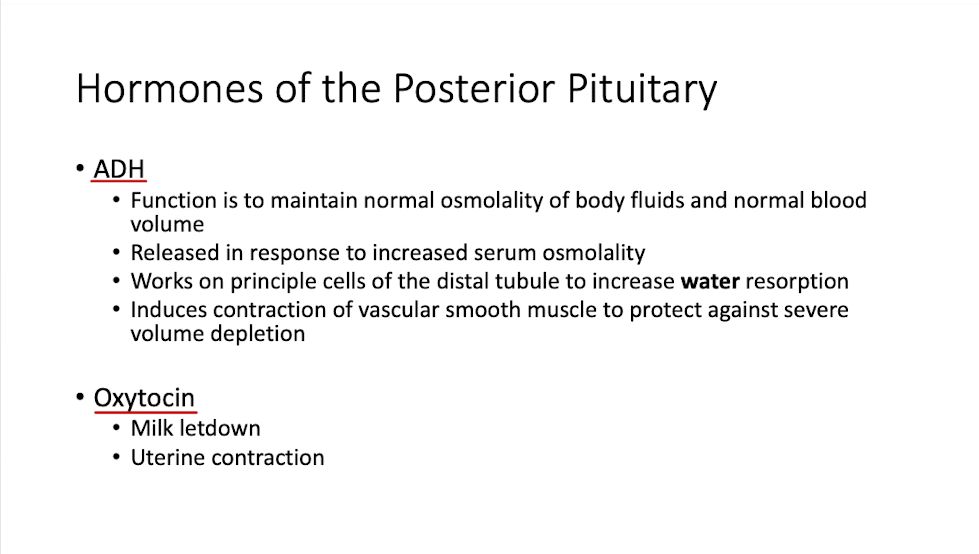 Hormones of the Posterior Pituitary
• ADH
• Function is to maintain normal osmolality of body fluids and normal blood
volume
• Released in response to increased serum osmolality
• Works on principle cells of the distal tubule to increase water resorption
• Induces contraction of vascular smooth muscle to protect against severe
volume depletion
• Oxytocin
• Milk letdown
• Uterine contraction